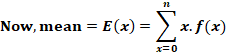 Now, mean = E(x) = ∑_{x=0}^{n} x.f(x)